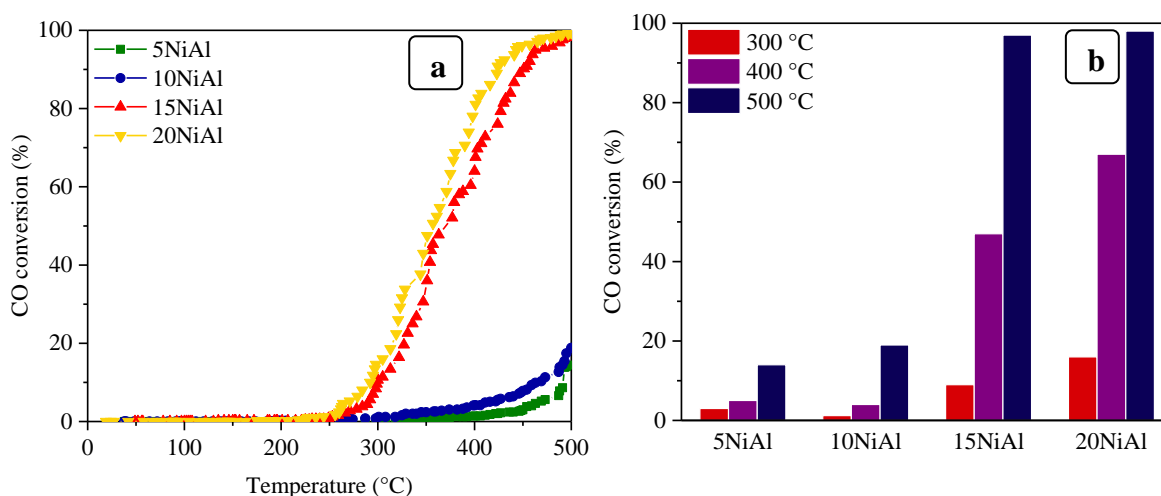 a
5NiAl
10NiAl
15NiAl
20NiAl
CO conversion (%)
100
80
60
40
20
0
0 100 200 300 400 500
Temperature (°C)
b
300 °C
400 °C
500 °C
CO conversion (%)
100
80
60
40
20
0
5NiAl 10NiAl 15NiAl 20NiAl